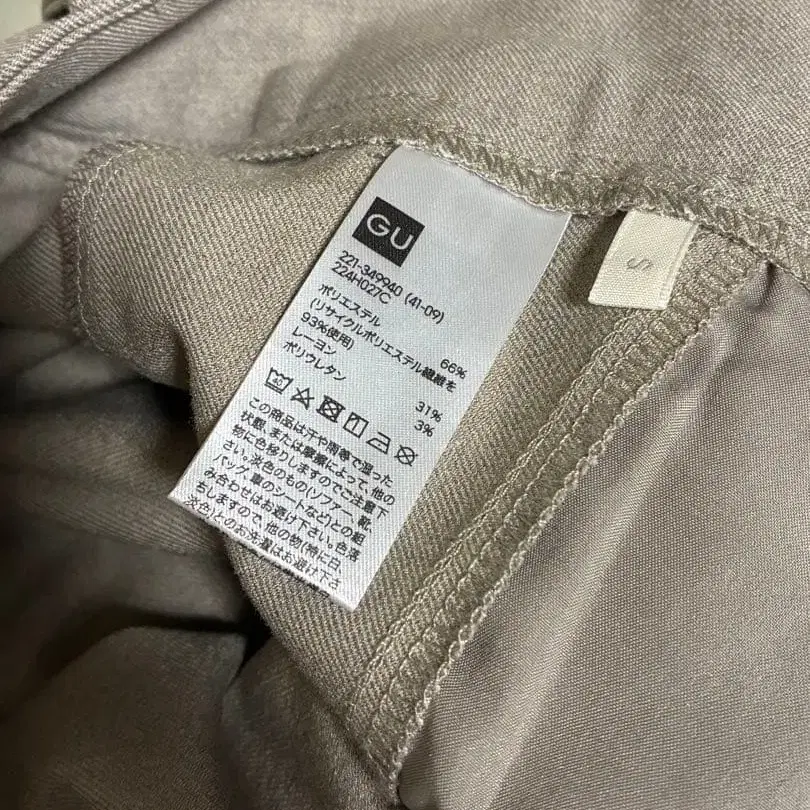 GU
221-349940 (41-09)
224H027C
ポリエステル 66%
(リサイクルポリエステル繊維を
93%使用)
レーヨン 31%
ポリウレタン 3%
40
この商品は汗や雨等で湿った
状態、または摩擦によって、他の
物に色移りしますのでご注意下
さい。淡色のもの(ソファー、靴、
バッグ、車のシートなど)との組
み合わせはお避け下さい。色落
ちしますので、他の物(特に白
淡色)とのお洗濯はお避け下さ
S